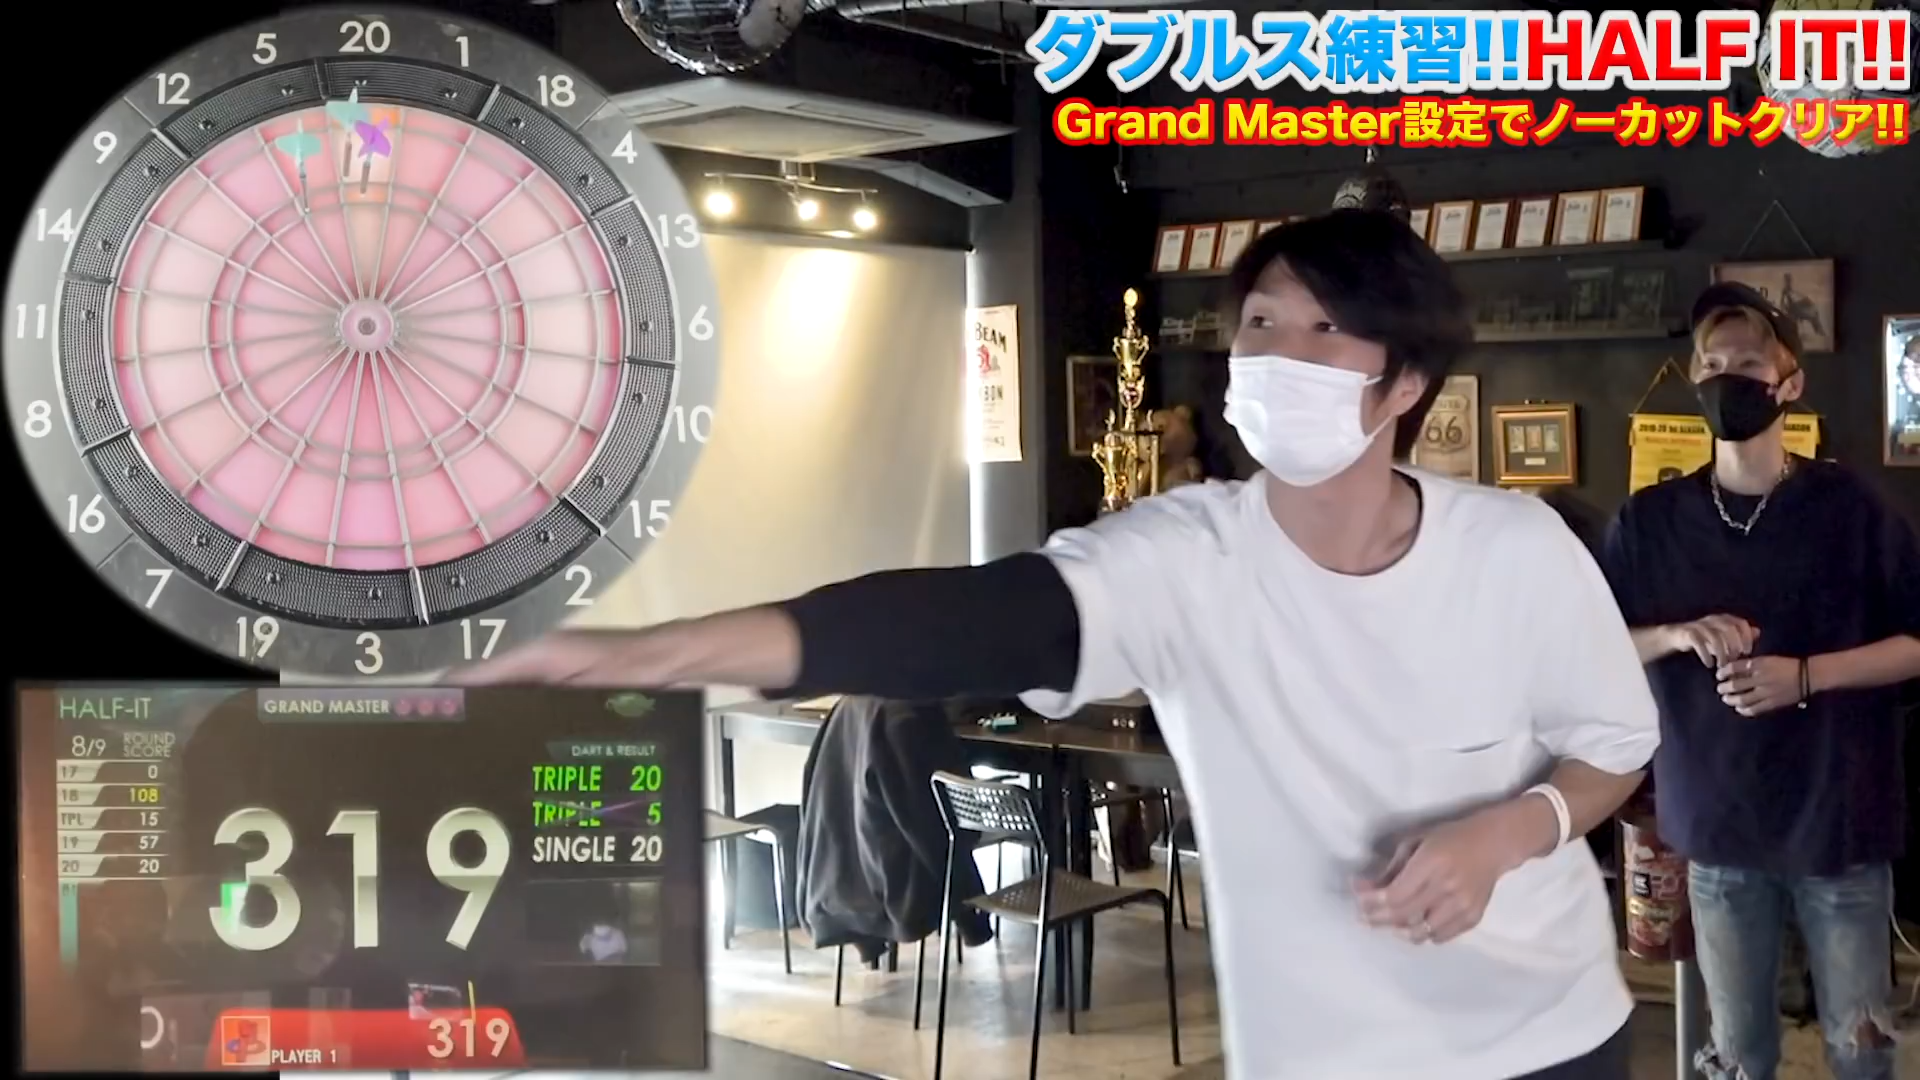 ダブルス練習!!HALF IT!!
Grand Master設定でノーカットクリア!!
20
1
18
4
13
6
10
15
2
17
3
19
7
16
8
11
14
9
12
5
HALF-IT
GRAND MASTER
8/9 ROUND SCORE
17 0
18 108
TPL 15
19 57
20 20
319
DART & RESULT
TRIPLE 20
TRIPLE 5
SINGLE 20
PLAYER 1
319
BEAM
66